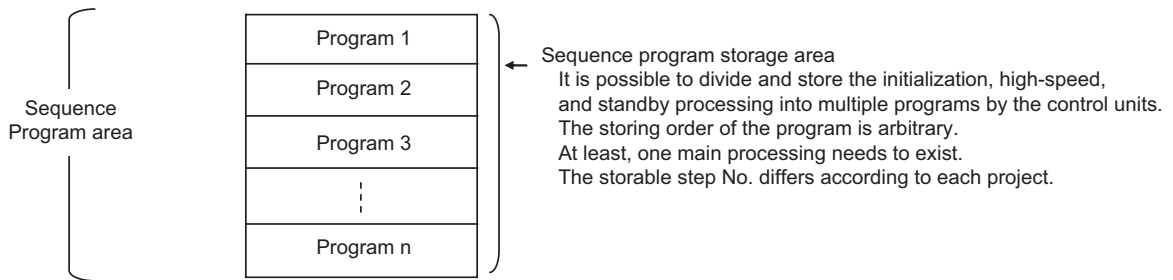 Sequence
Program area
Program 1
Program 2
Program 3
Program n
Sequence program storage area
It is possible to divide and store the initialization, high-speed,
and standby processing into multiple programs by the control units.
The storing order of the program is arbitrary.
At least, one main processing needs to exist.
The storable step No. differs according to each project.